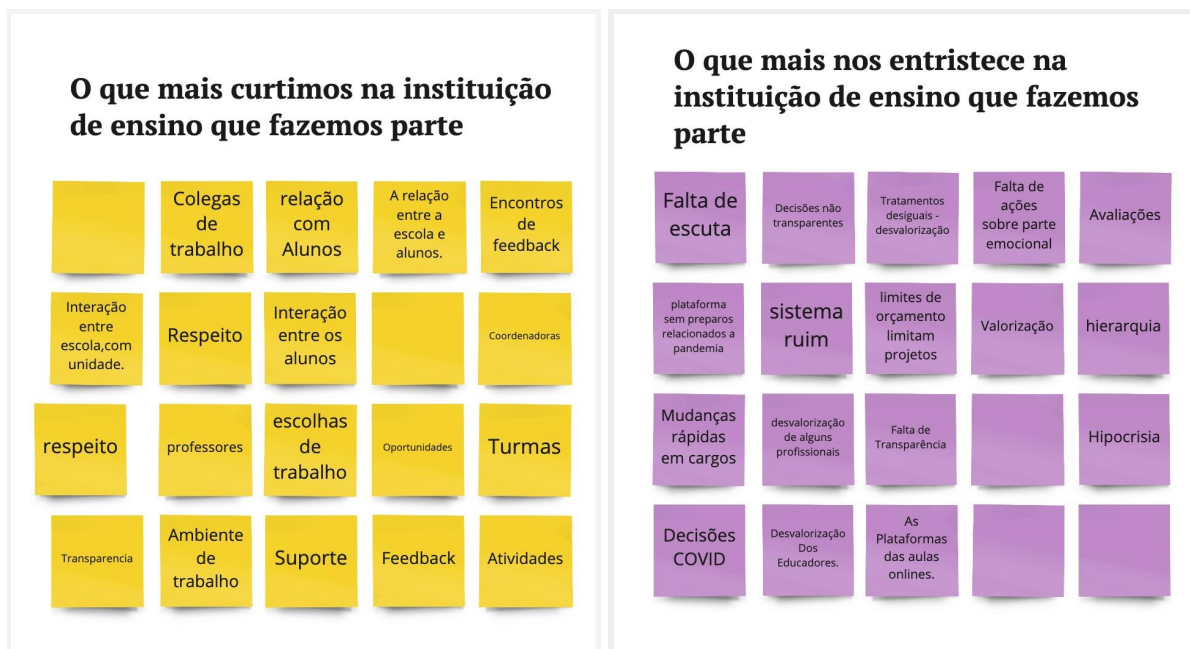 O que mais curtimos na instituição
de ensino que fazemos parte
Colegas
de
trabalho
relação
com
Alunos
A relação
entre a
escola e
alunos.
Encontros
de
feedback
Interação
entre
escola,com
unidade.
Respeito
Interação
entre os
alunos
Coordenadoras
respeito
professores
escolhas
de
trabalho
Oportunidades
Turmas
Transparencia
Ambiente
de
trabalho
Suporte
Feedback
Atividades
O que mais nos entristece na
instituição de ensino que fazemos
parte
Falta de
escuta
Decisões não
transparentes
Tratamentos
desiguais -
desvalorização
Falta de
ações
sobre parte
emocional
Avaliações
plataforma
sem preparos
relacionados a
pandemia
sistema
ruim
limites de
orçamento
limitam
projetos
Valorização
hierarquia
Mudanças
rápidas
em cargos
desvalorização
de alguns
profissionais
Falta de
Transparência
Hipocrisia
Decisões
COVID
Desvalorização
Dos
Educadores.
As
Plataformas
das aulas
onlines.